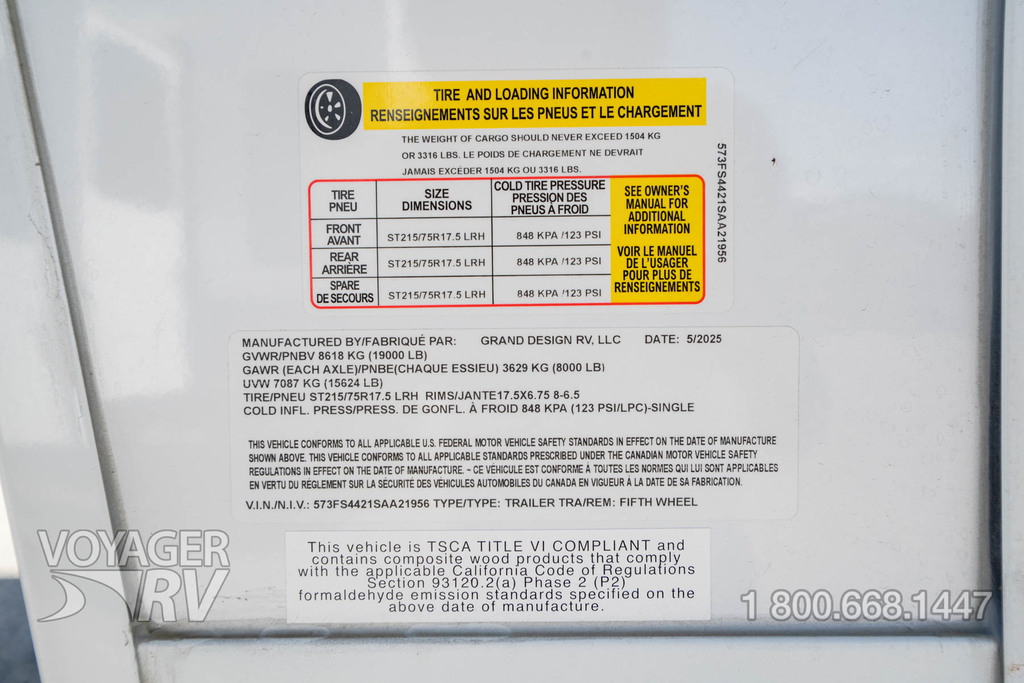 TIRE AND LOADING INFORMATION
RENSEIGNEMENTS SUR LES PNEUS ET LE CHARGEMENT
THE WEIGHT OF CARGO SHOULD NEVER EXCEED 1504 KG
OR 3316 LBS. LE POIDS DE CHARGEMENT NE DEVRAIT
JAMAIS EXCÉDER 1504 KG OU 3316 LBS.
TIRE
PNEU
SIZE
DIMENSIONS
COLD TIRE PRESSURE
PRESSION DES
PNEUS À FROID
FRONT
AVANT
ST215/75R17.5 LRH
848 KPA /123 PSI
REAR
ARRIÈRE
ST215/75R17.5 LRH
848 KPA /123 PSI
SPARE
DE SECOURS
ST215/75R17.5 LRH
848 KPA /123 PSI
SEE OWNER'S
MANUAL FOR
ADDITIONAL
INFORMATION
VOIR LE MANUEL
DE L'USAGER
POUR PLUS DE
RENSEIGNEMENTS
573FS4421SAA21956
MANUFACTURED BY/FABRIQUÉ PAR: GRAND DESIGN RV, LLC DATE: 5/2025
GVWR/PNBV 8618 KG (19000 LB)
GAWR (EACH AXLE)/PNBE(CHAQUE ESSIEU) 3629 KG (8000 LB)
UVW 7087 KG (15624 LB)
TIRE/PNEU ST215/75R17.5 LRH RIMS/JANTE17.5X6.75 8-6.5
COLD INFL. PRESS/PRESS. DE GONFL. À FROID 848 KPA (123 PSI/LPC)-SINGLE
THIS VEHICLE CONFORMS TO ALL APPLICABLE U.S. FEDERAL MOTOR VEHICLE SAFETY STANDARDS IN EFFECT ON THE DATE OF MANUFACTURE
SHOWN ABOVE. THIS VEHICLE CONFORMS TO ALL APPLICABLE STANDARDS PRESCRIBED UNDER THE CANADIAN MOTOR VEHICLE SAFETY
REGULATIONS IN EFFECT ON THE DATE OF MANUFACTURE. ~ CE VÉHICULE EST CONFORME À TOUTES LES NORMES QUI LUI SONT APPLICABLES
EN VERTU DU RÈGLEMENT SUR LA SÉCURITÉ DES VÉHICULES AUTOMOBILES DU CANADA EN VIGUEUR À LA DATE DE SA FABRICATION.
V.I.N./N.I.V.: 573FS4421SAA21956 TYPE/TYPE: TRAILER TRA/REM: FIFTH WHEEL
This vehicle is TSCA TITLE VI COMPLIANT and
contains composite wood products that comply
with the applicable California Code of Regulations
Section 93120.2(a) Phase 2 (P2)
formaldehyde emission standards specified on the
above date of manufacture.
VOYAGER
RV
1 800.668.1447